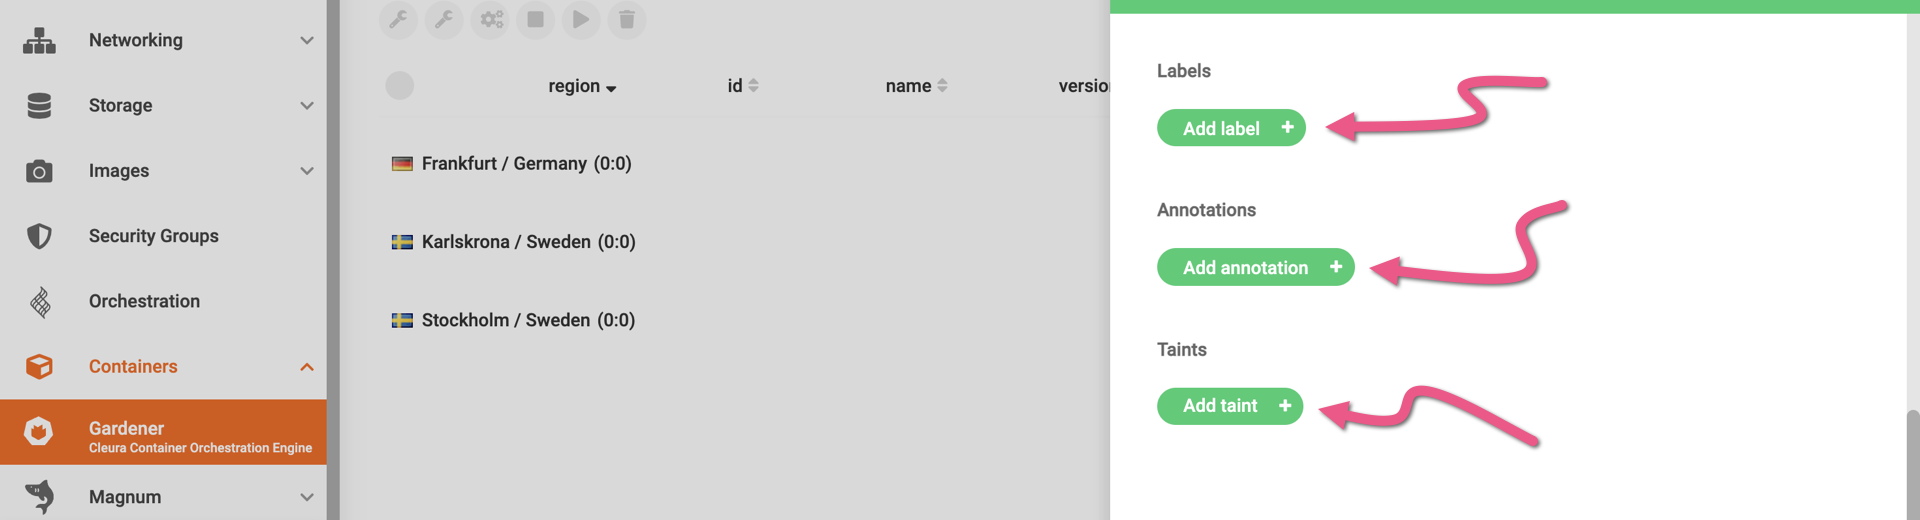 Networking
Storage
Images
Security Groups
Orchestration
Containers
Gardener
Cleura Container Orchestration Engine
Magnum
region id name versio
Frankfurt / Germany (0:0)
Karlskrona / Sweden (0:0)
Stockholm / Sweden (0:0)
Labels
Add label +
Annotations
Add annotation +
Taints
Add taint +